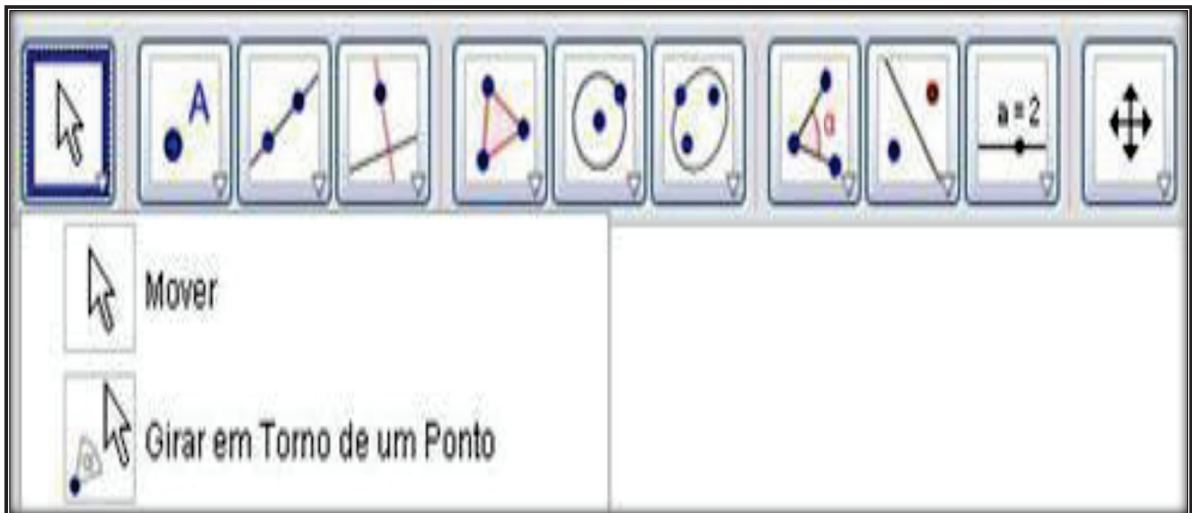 A
α
a = 2
Mover
α
Girar em Torno de um Ponto